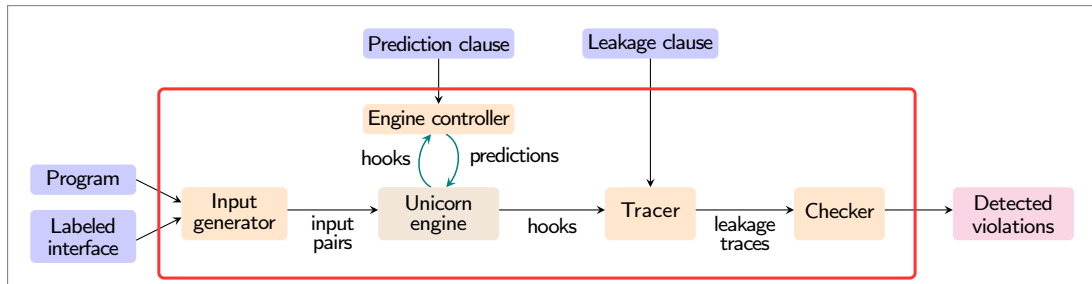 Prediction clause
Leakage clause
Engine controller
hooks
predictions
Program
Labeled
interface
Input
generator
input
pairs
Unicorn
engine
hooks
Tracer
leakage
traces
Checker
Detected
violations